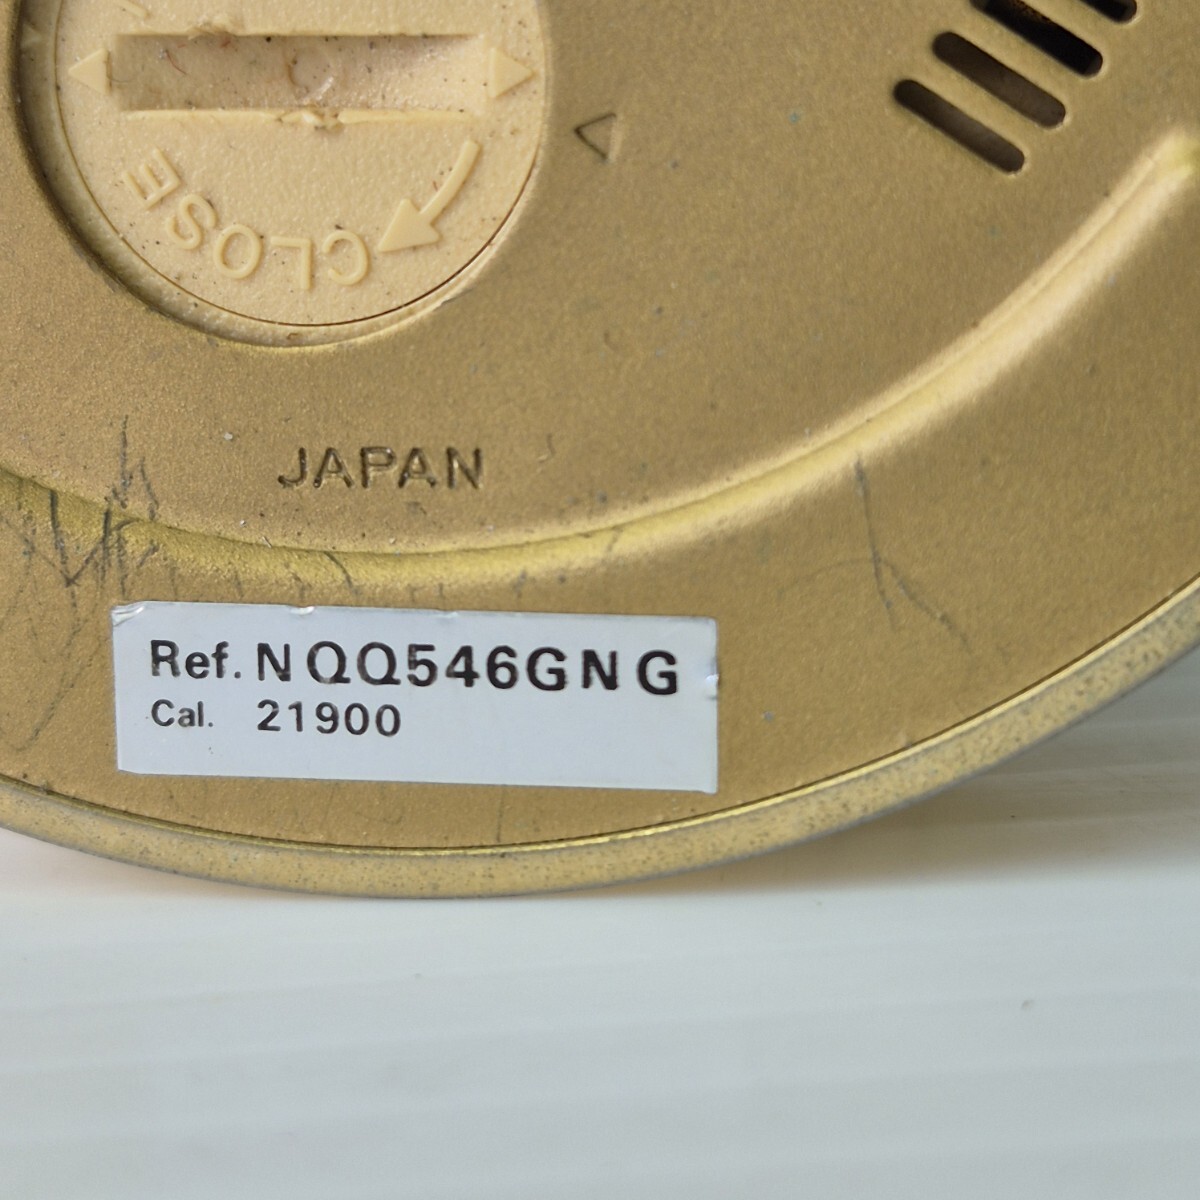 CLOSE
JAPAN
Ref. NQQ546GNG
Cal. 21900